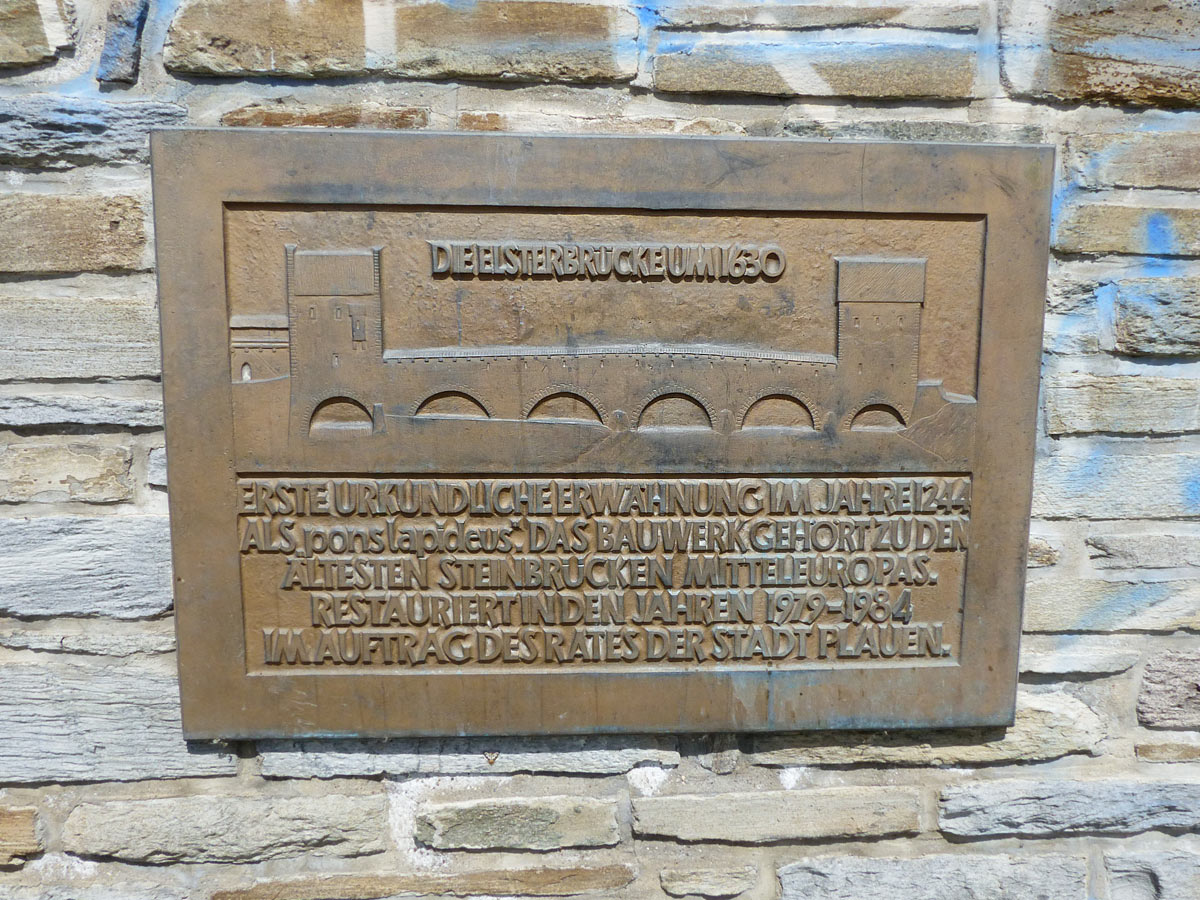 DIE ELSTERBRÜCKE UM 1630
ERSTE URKUNDLICHE ERWÄHNUNG IM JAHRE 1244
ALS „pons lapideus“. DAS BAUWERK GEHÖRT ZU DEN
ÄLTESTEN STEINBRÜCKEN MITTELEUROPAS.
RESTAURIERT IN DEN JAHREN 1979-1984
IM AUFTRAG DES RATES DER STADT PLAUEN.